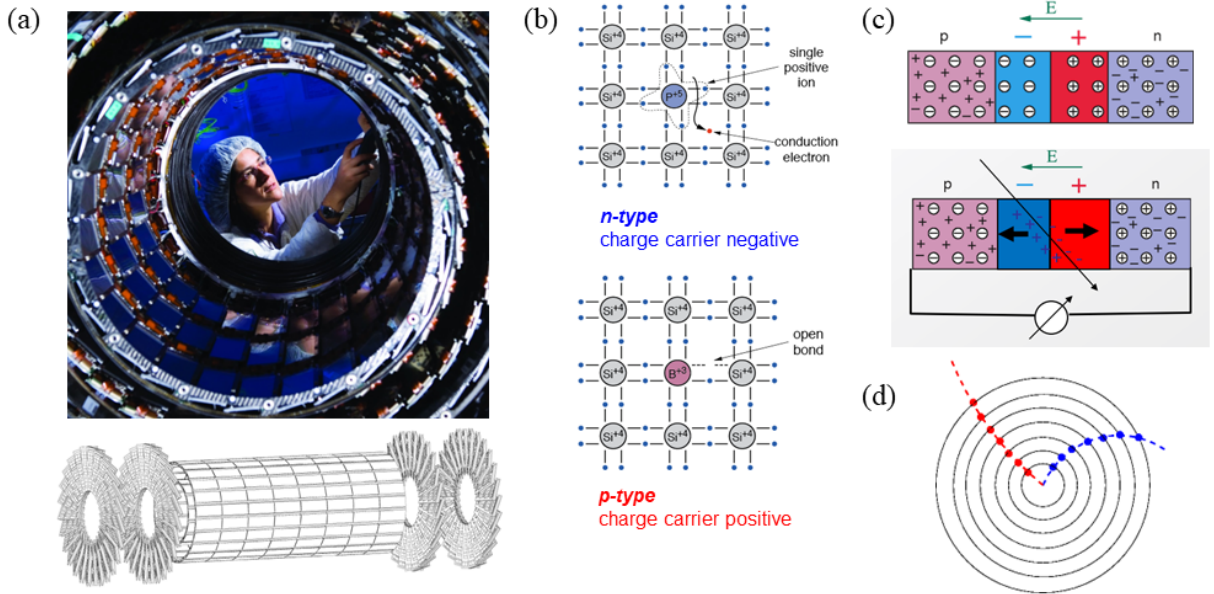 (a)
(b)
Si+4 Si+4 Si+4
single
positive
ion
Si+4 P+5 Si+4
conduction
electron
Si+4 Si+4 Si+4
n-type
charge carrier negative
Si+4 Si+4 Si+4
open
bond
Si+4 B+3 Si+4
Si+4 Si+4 Si+4
p-type
charge carrier positive
(c)
E
p − + n
E
p − + n
(d)